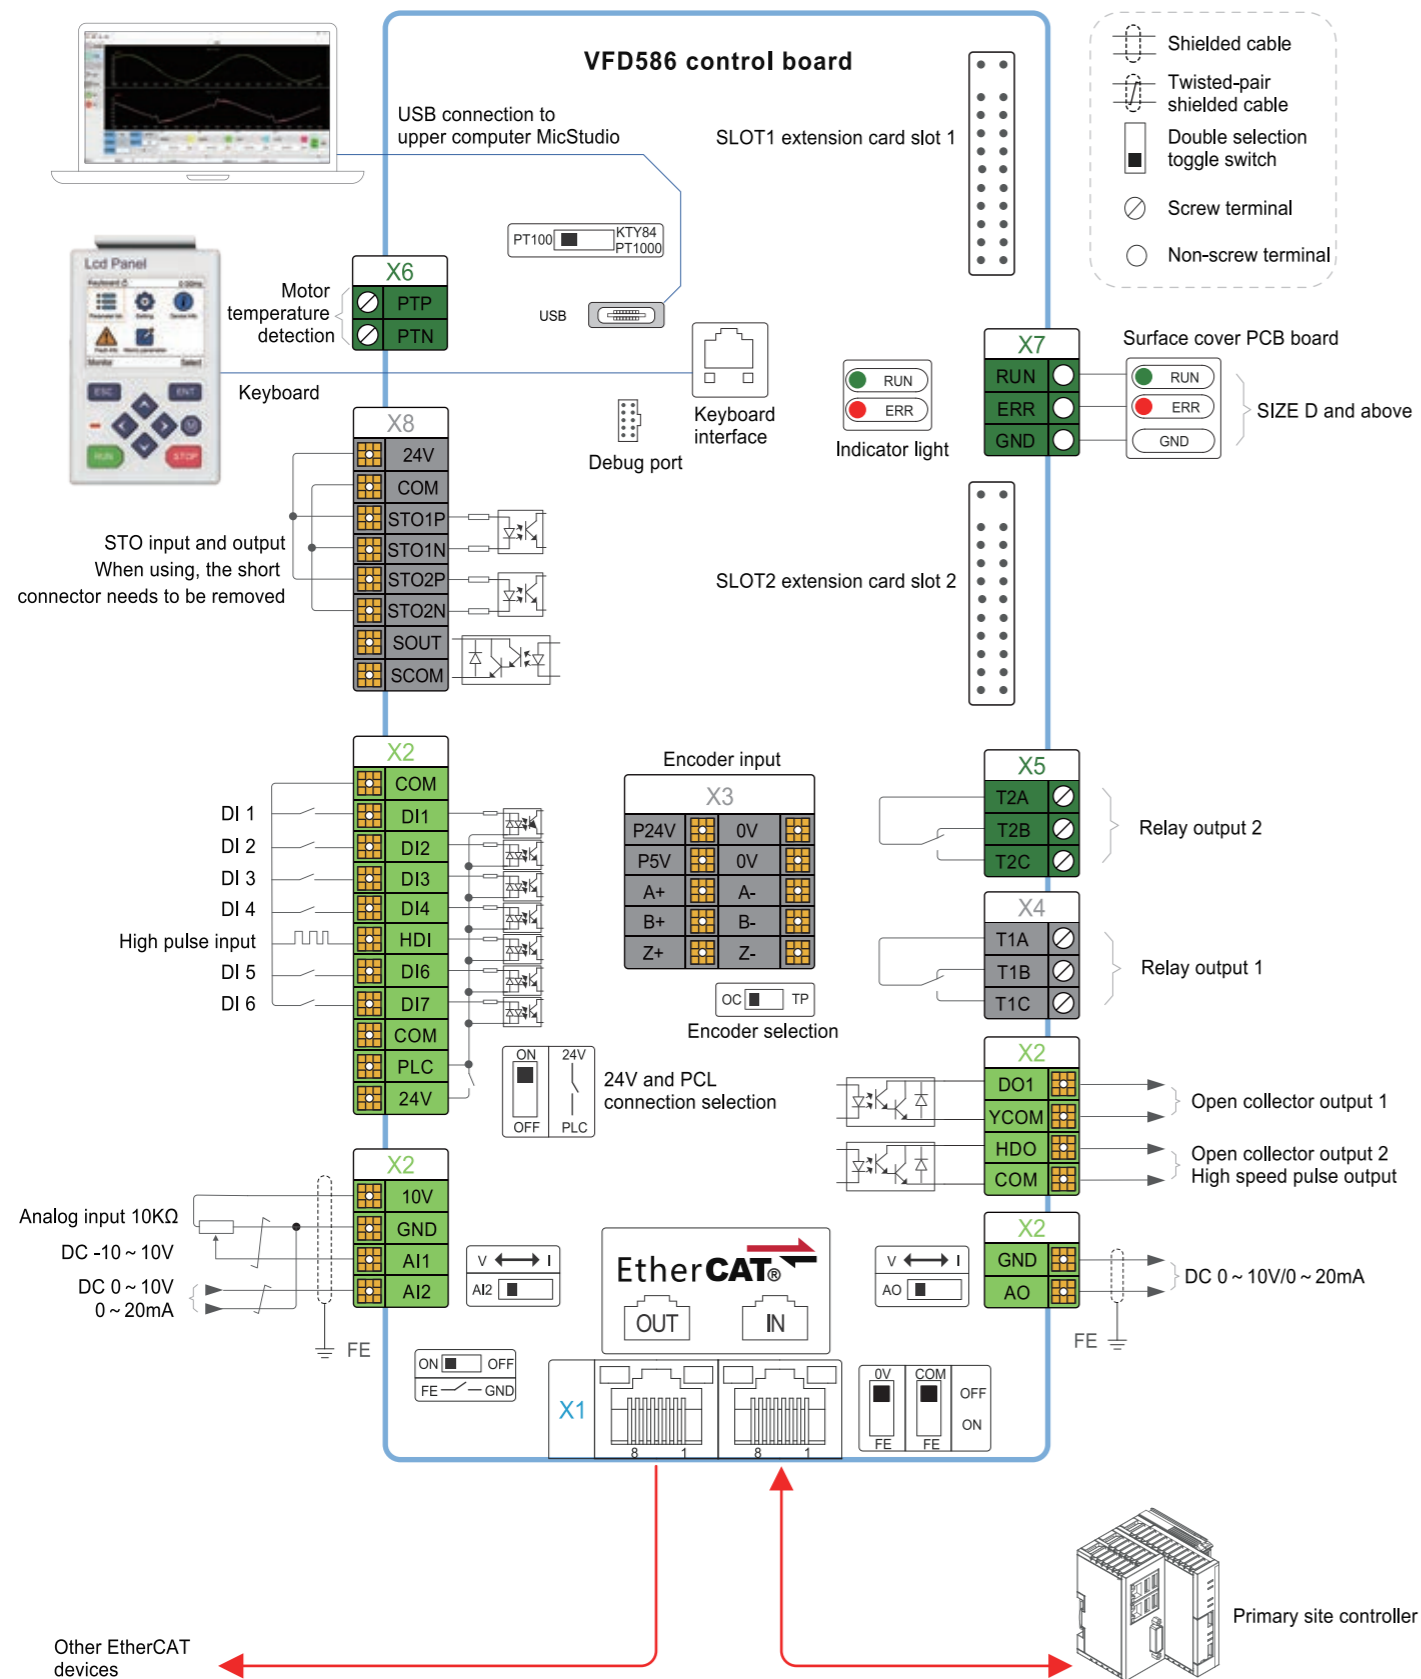 VFD586 control board
USB connection to
upper computer MicStudio
SLOT1 extension card slot 1
Shielded cable
Twisted-pair
shielded cable
Double selection
toggle switch
Screw terminal
Non-screw terminal
PT100
KTY84
PT1000
USB
Lcd Panel
Monitor
Select
ESC
ENT
M
RUN
STOP
Motor
temperature
detection
X6
PTP
PTN
Keyboard
Keyboard
interface
Debug port
RUN
ERR
Indicator light
X7
RUN
ERR
GND
Surface cover PCB board
RUN
ERR
GND
SIZE D and above
X8
24V
COM
STO1P
STO1N
STO2P
STO2N
SOUT
SCOM
STO input and output
When using, the short
connector needs to be removed
SLOT2 extension card slot 2
X2
COM
DI1
DI2
DI3
DI4
HDI
DI6
DI7
COM
PLC
24V
DI 1
DI 2
DI 3
DI 4
High pulse input
DI 5
DI 6
Encoder input
X3
P24V 0V
P5V 0V
A+ A-
B+ B-
Z+ Z-
OC TP
Encoder selection
ON 24V
OFF PLC
24V and PCL
connection selection
X5
T2A
T2B
T2C
Relay output 2
X4
T1A
T1B
T1C
Relay output 1
X2
DO1
YCOM
HDO
COM
Open collector output 1
Open collector output 2
High speed pulse output
X2
10V
GND
AI1
AI2
Analog input 10KΩ
DC -10 ~ 10V
DC 0 ~ 10V
0 ~ 20mA
FE
V I
AI2
EtherCAT®
OUT IN
V I
AO
X2
GND
AO
DC 0 ~ 10V/0 ~ 20mA
FE
ON OFF
FE GND
X1
8 1
8 1
0V COM
OFF
ON
FE FE
Primary site controller
Other EtherCAT
devices